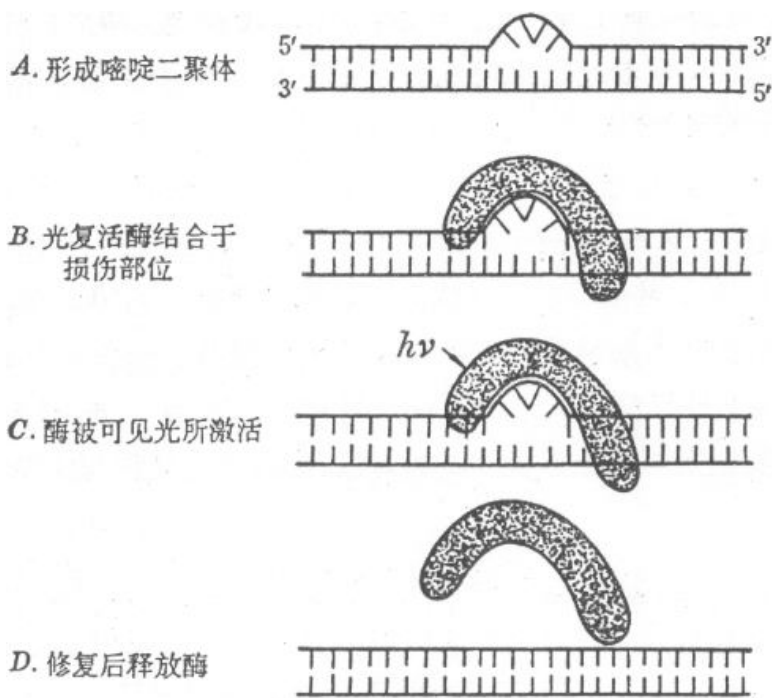 5′ 3′
A. 形成嘧啶二聚体
3′ 5′
B. 光复活酶结合于
损伤部位
hν
C. 酶被可见光所激活
D. 修复后释放酶